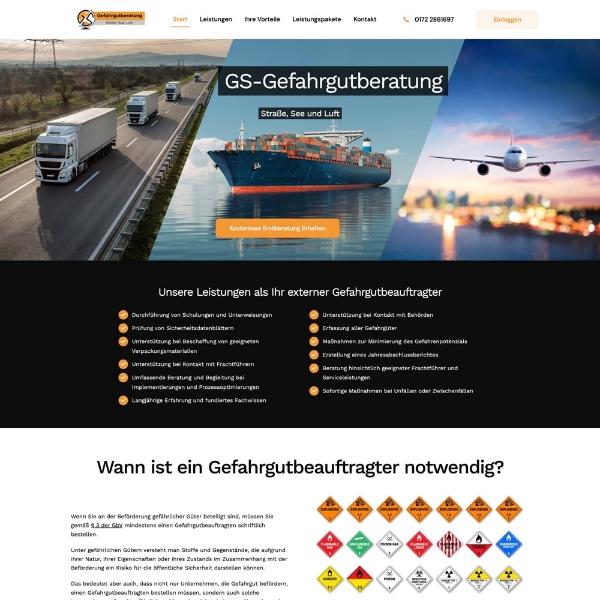 Gefahrgutberatung
Start
Leistungen
Ihre Vorteile
Leistungspakete
Kontakt
0172 2861697
Einloggen
GS-Gefahrgutberatung
Straße, See und Luft
Kostenlose Erstberatung Erhalten
Unsere Leistungen als Ihr externer Gefahrgutbeauftragter
Durchführung von Schulungen und Unterweisungen
Prüfung von Sicherheitsdatenblättern
Unterstützung bei Beschaffung von geeigneten
Verpackungsmaterialien
Unterstützung bei Kontakt mit Frachtführern
Umfassende Beratung und Begleitung bei
Implementierungen und Prozessoptimierungen
Langjährige Erfahrung und fundiertes Fachwissen
Unterstützung bei Kontakt mit Behörden
Erfassung aller Gefahrgüter
Maßnahmen zur Minimierung des Gefahrenpotenzials
Erstellung eines Jahresabschlussberichtes
Beratung hinsichtlich geeigneter Frachtführer und
Serviceleistungen
Sofortige Maßnahmen bei Unfällen oder Zwischenfällen
Wann ist ein Gefahrgutbeauftragter notwendig?
Wenn Sie an der Beförderung gefährlicher Güter beteiligt sind, müssen Sie
gemäß § 3 der GbV mindestens einen Gefahrgutbeauftragten schriftlich
bestellen.
Unter gefährlichen Gütern versteht man Stoffe und Gegenstände, die aufgrund
ihrer Natur, ihrer Eigenschaften oder ihres Zustands im Zusammenhang mit der
Beförderung ein Risiko für die öffentliche Sicherheit darstellen können.
Das bedeutet aber auch, dass nicht nur Unternehmen, die Gefahrgut befördern,
einen Gefahrgutbeauftragten bestellen müssen, sondern auch solche